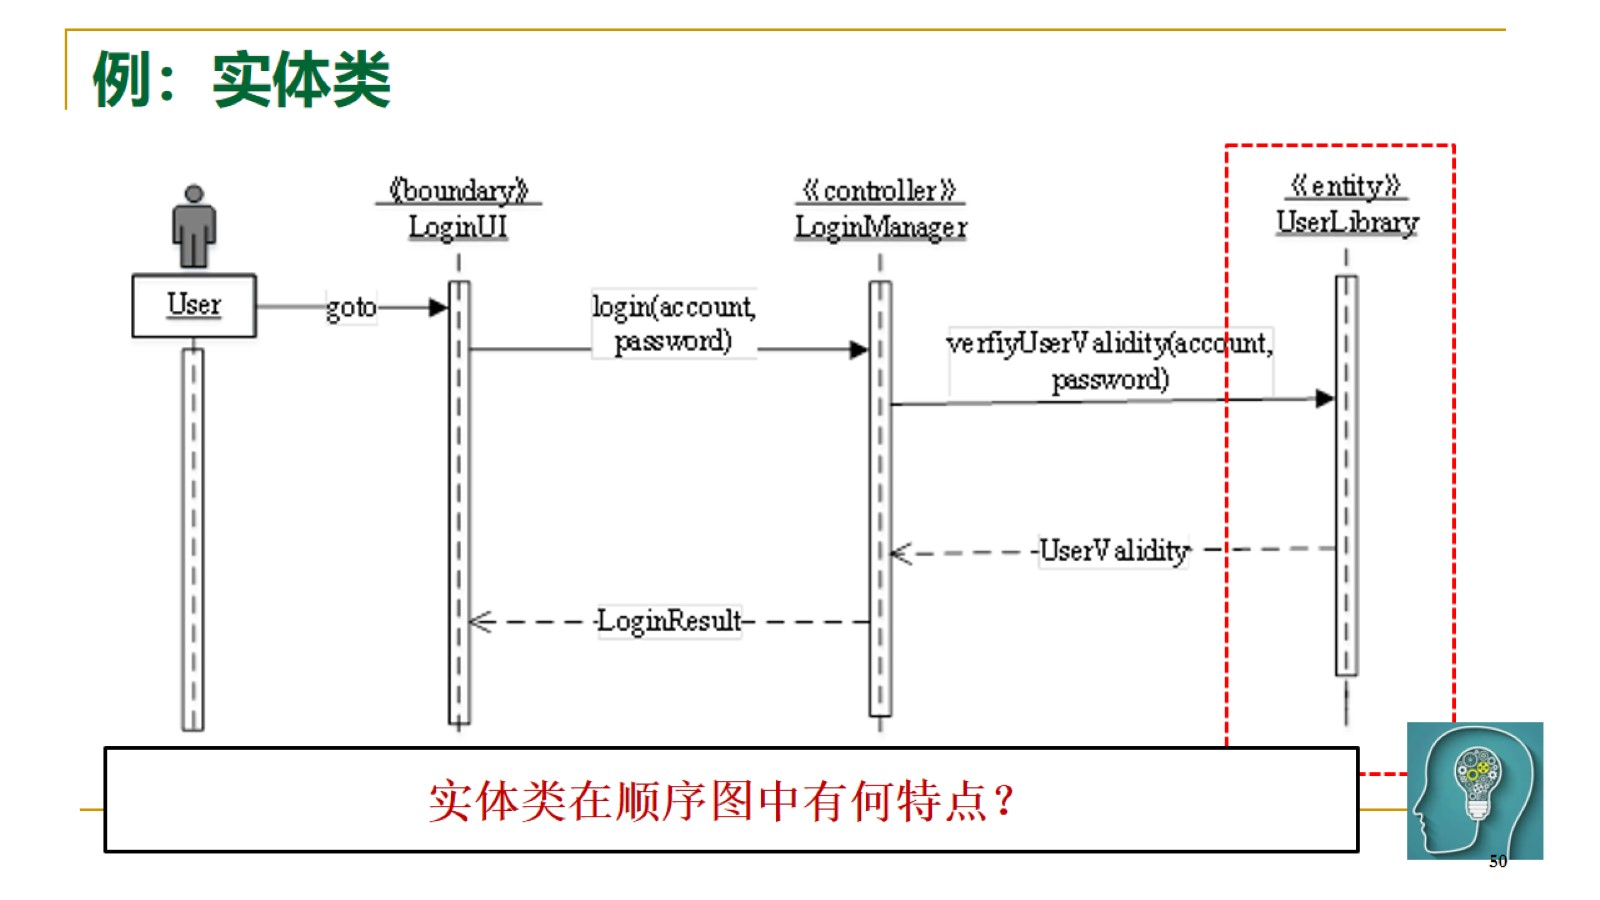 例：实体类
《boundary》
LoginUI
《controller》
LoginManager
《entity》
UserLibrary
User
goto
login(account,
password)
verfiyUserValidity(account,
password)
UserValidity
LoginResult
实体类在顺序图中有何特点？
50